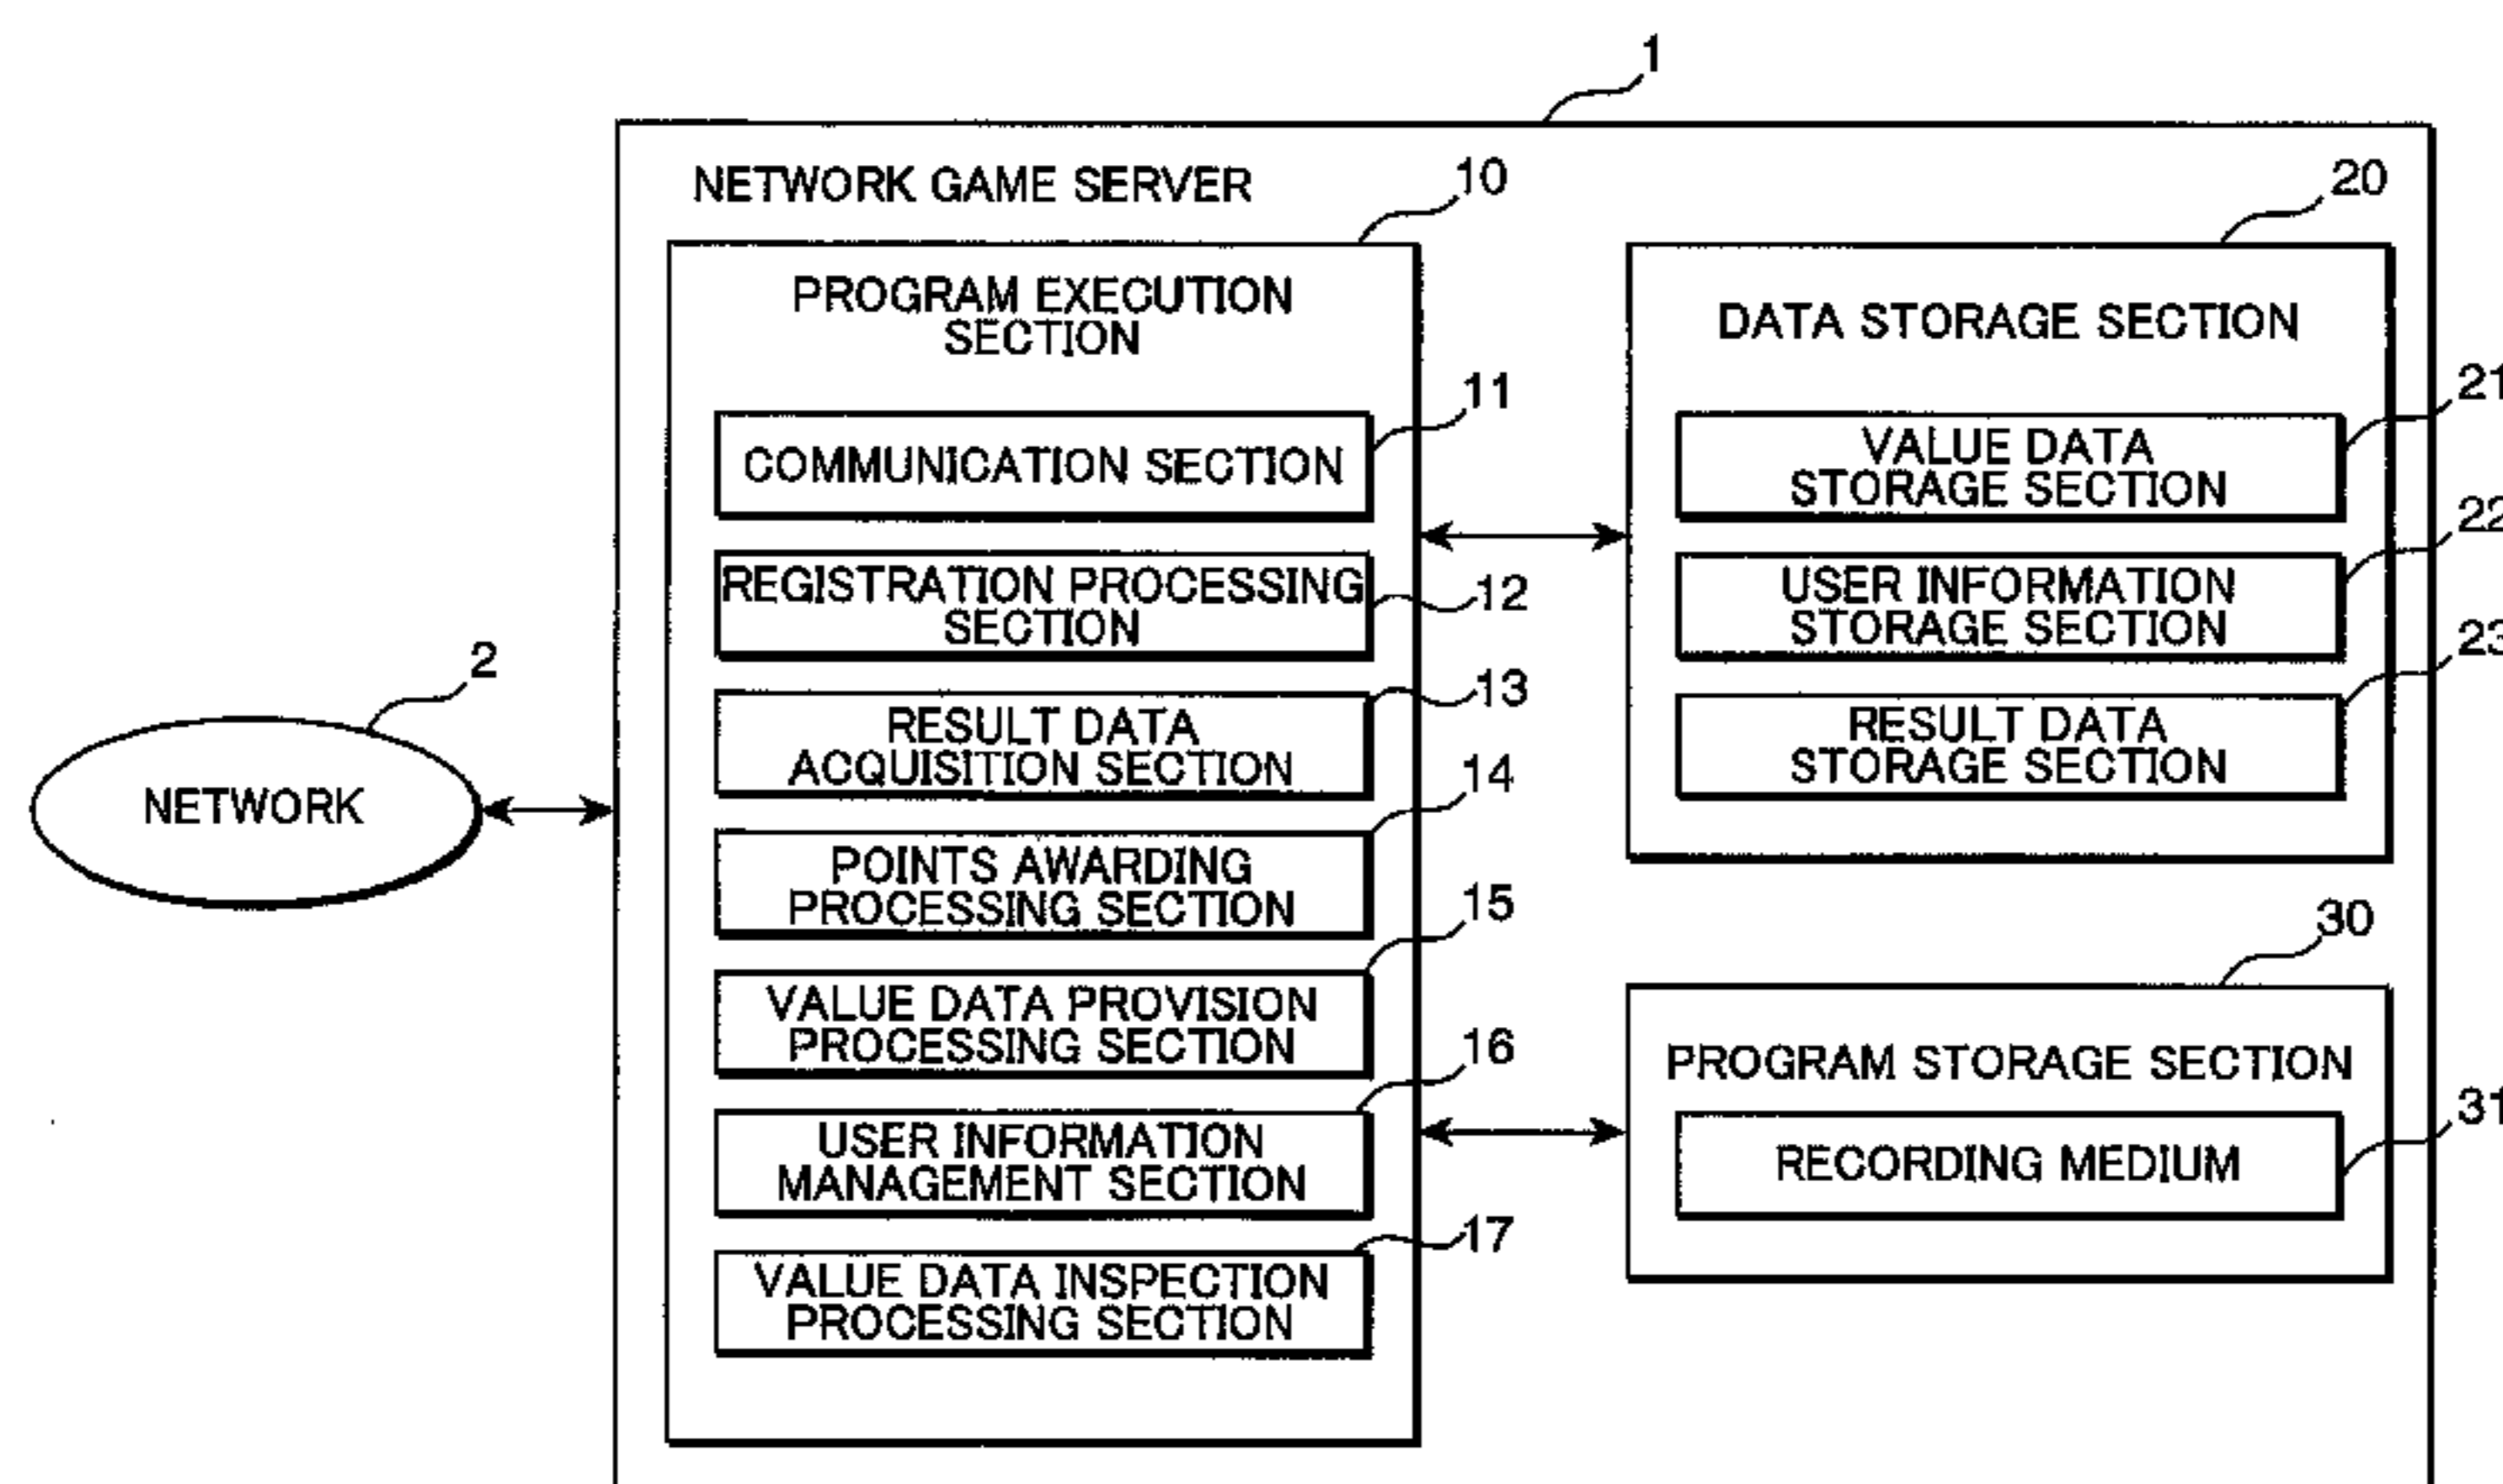 1
NETWORK GAME SERVER
10
20
PROGRAM EXECUTION
SECTION
DATA STORAGE SECTION
11
21
COMMUNICATION SECTION
VALUE DATA
STORAGE SECTION
22
REGISTRATION PROCESSING
SECTION
12
USER INFORMATION
STORAGE SECTION
23
2
13
RESULT DATA
ACQUISITION SECTION
RESULT DATA
STORAGE SECTION
14
NETWORK
POINTS AWARDING
PROCESSING SECTION
15
30
VALUE DATA PROVISION
PROCESSING SECTION
16
PROGRAM STORAGE SECTION
31
USER INFORMATION
MANAGEMENT SECTION
RECORDING MEDIUM
17
VALUE DATA INSPECTION
PROCESSING SECTION